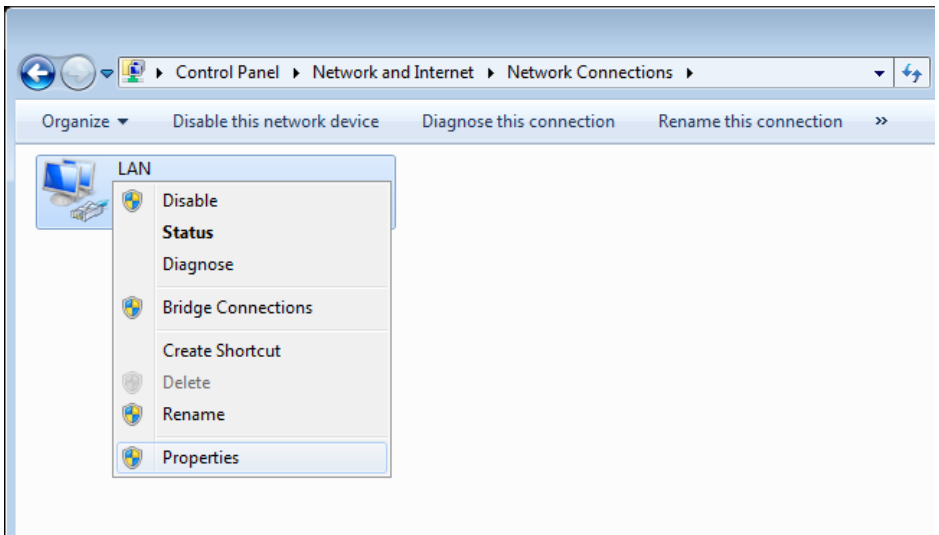 Control Panel Network and Internet Network Connections
Organize Disable this network device Diagnose this connection Rename this connection »
LAN
Disable
Status
Diagnose
Bridge Connections
Create Shortcut
Delete
Rename
Properties